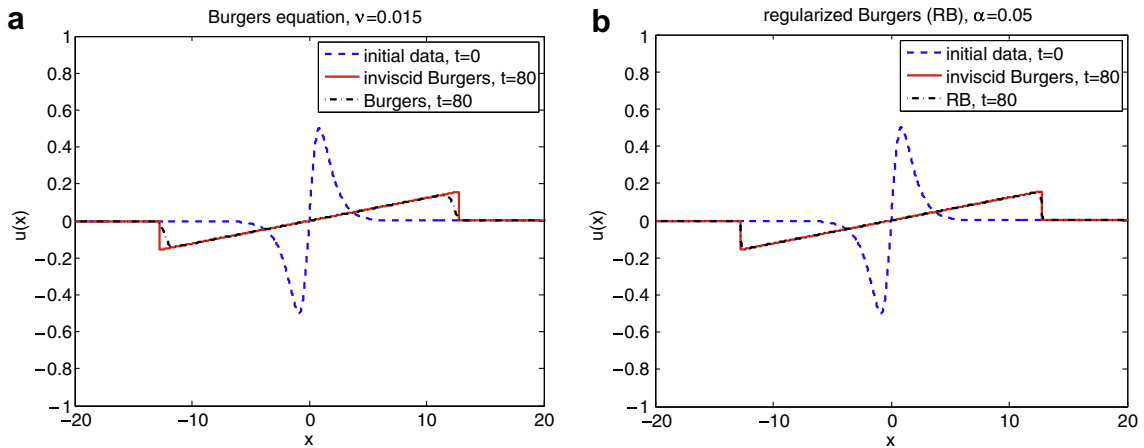 a
Burgers equation, ν=0.015
initial data, t=0
inviscid Burgers, t=80
Burgers, t=80
1
0.8
0.6
0.4
0.2
0
−0.2
−0.4
−0.6
−0.8
−1
u(x)
−20
−10
0
10
20
x
b
regularized Burgers (RB), α=0.05
initial data, t=0
inviscid Burgers, t=80
RB, t=80
1
0.8
0.6
0.4
0.2
0
−0.2
−0.4
−0.6
−0.8
−1
u(x)
−20
−10
0
10
20
x